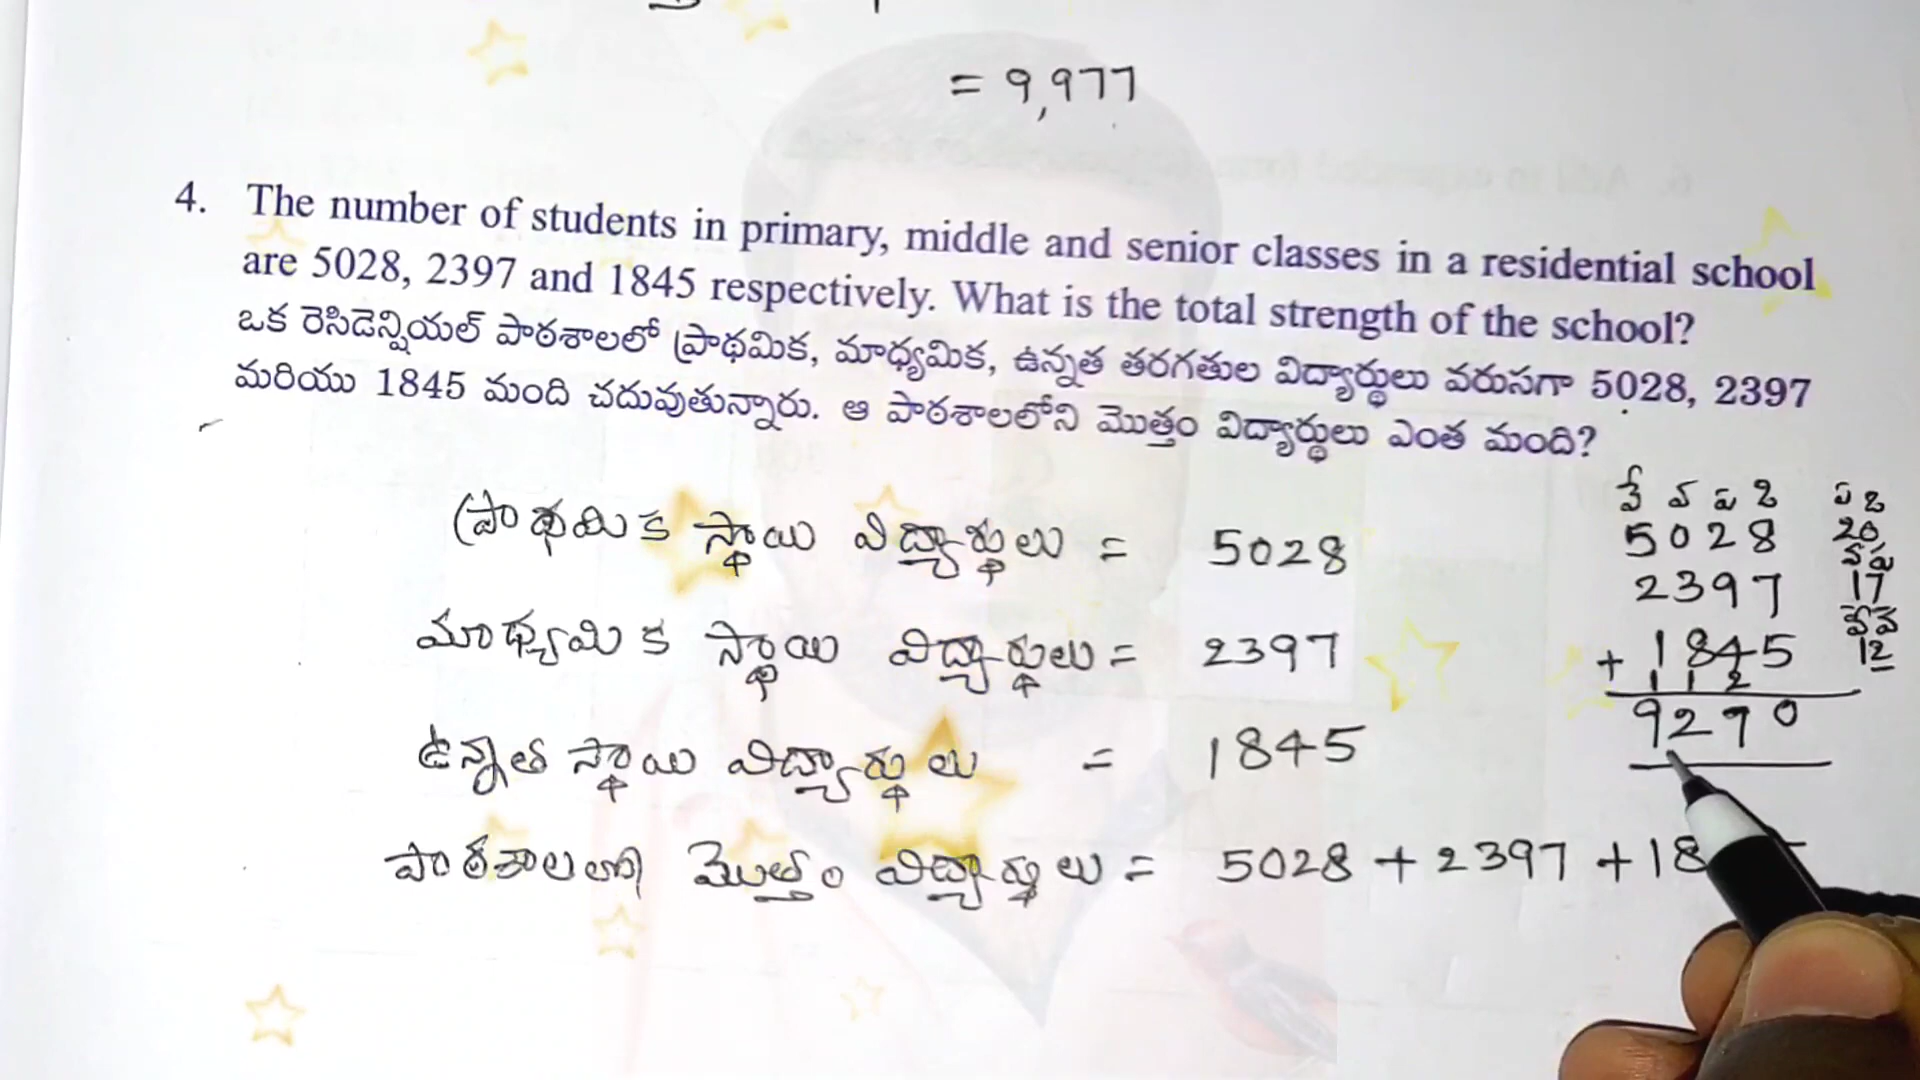 = 9,977
4. The number of students in primary, middle and senior classes in a residential school
are 5028, 2397 and 1845 respectively. What is the total strength of the school?
ఒక రెసిడెన్షియల్ పాఠశాలలో ప్రాథమిక, మాధ్యమిక, ఉన్నత తరగతుల విద్యార్థులు వరుసగా 5028, 2397
మరియు 1845 మంది చదువుతున్నారు. ఆ పాఠశాలలోని మొత్తం విద్యార్థులు ఎంత మంది?
ప్రాథమిక స్థాయి విద్యార్థులు = 5028
మాధ్యమిక స్థాయి విద్యార్థులు = 2397
ఉన్నత స్థాయి విద్యార్థులు = 1845
పాఠశాలలోని మొత్తం విద్యార్థులు = 5028 + 2397 + 18
వే వ ప ఒ
5028
2397
+ 1845
1 1 2
9270
ప ఒ
20
వ ప
17
12